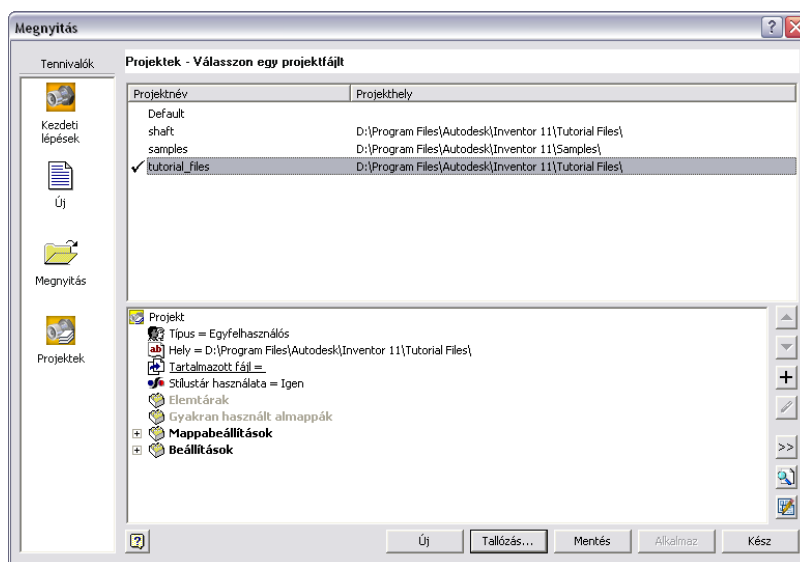 Megnyitás
Tennivalók
Kezdeti
lépések
Új
Megnyitás
Projektek
Projektek - Válasszon egy projektfájlt
Projektnév Projekthely
Default
shaft D:\Program Files\Autodesk\Inventor 11\Tutorial Files\
samples D:\Program Files\Autodesk\Inventor 11\Samples\
tutorial_files D:\Program Files\Autodesk\Inventor 11\Tutorial Files\
Projekt
Típus = Egyfelhasználós
Hely = D:\Program Files\Autodesk\Inventor 11\Tutorial Files\
Tartalmazott fájl =
Stílustár használata = Igen
Elemtárak
Gyakran használt almappák
Mappabeállítások
Beállítások
>>
Új Tallózás... Mentés Alkalmaz Kész